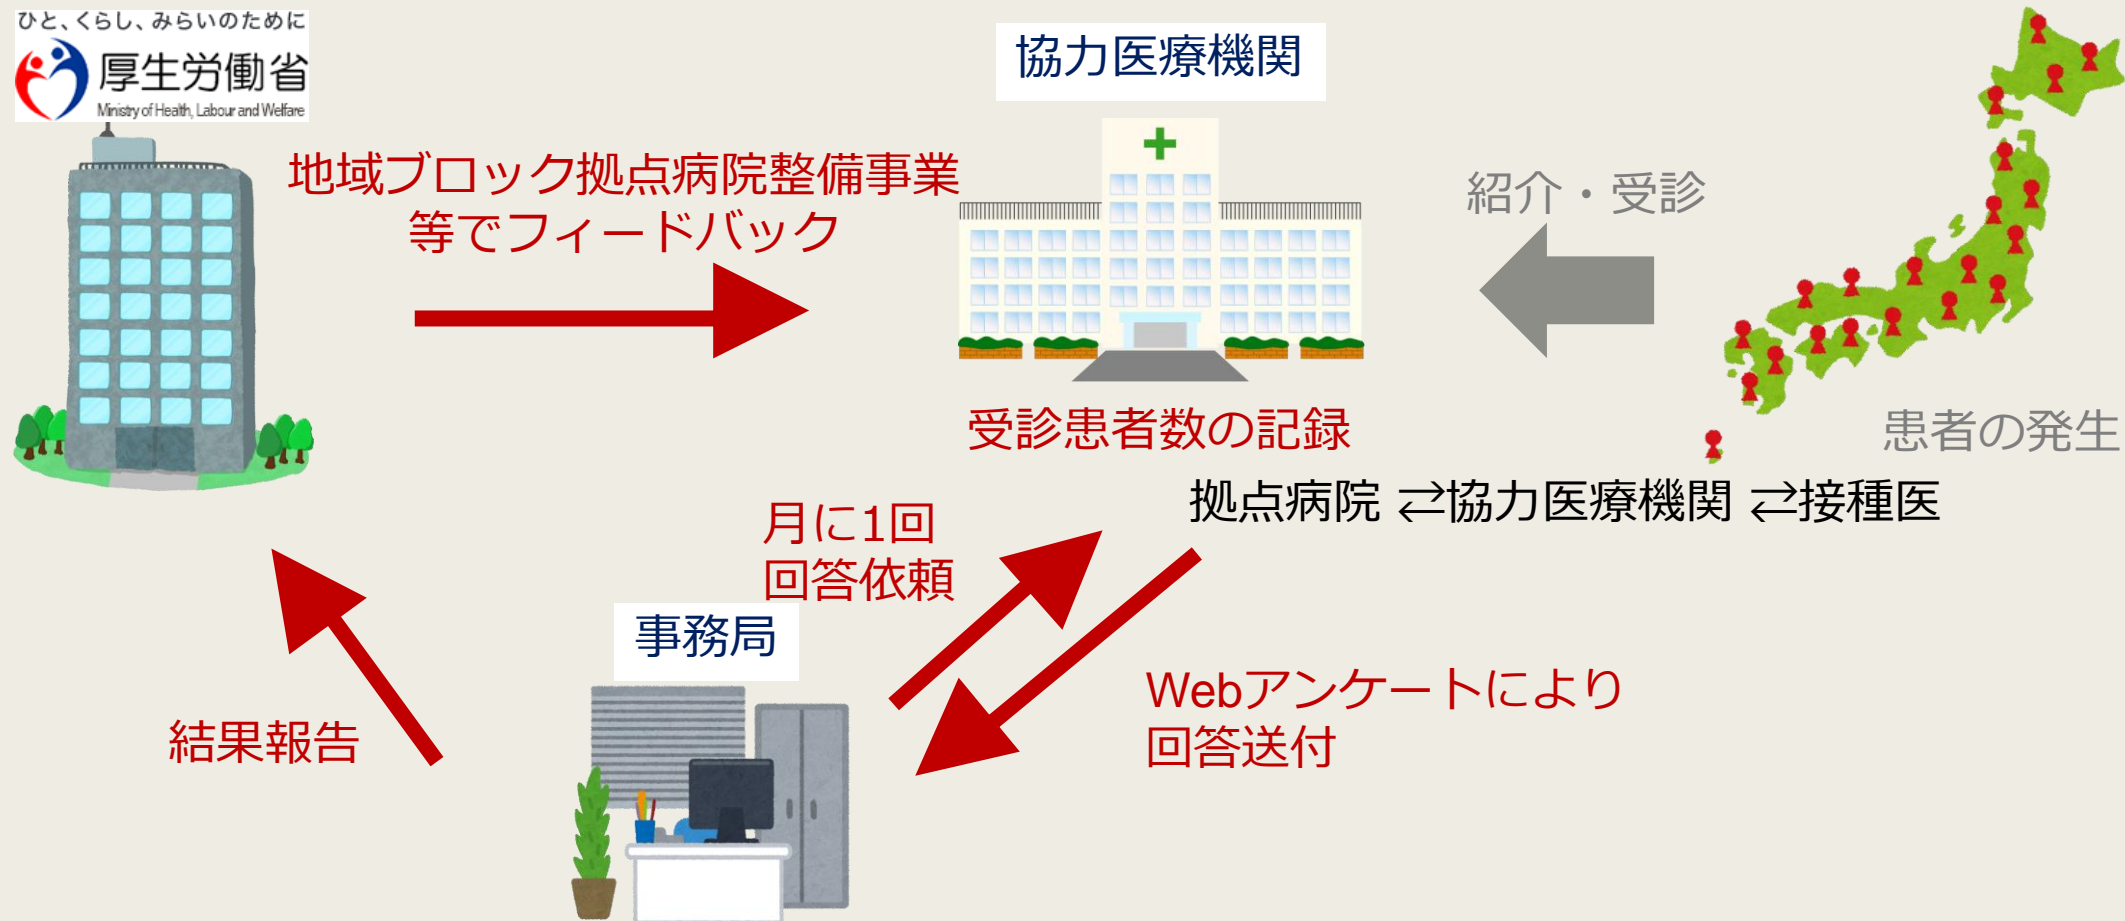 ひと、くらし、みらいのために
厚生労働省
Ministry of Health, Labour and Welfare
協力医療機関
地域ブロック拠点病院整備事業
等でフィードバック
紹介・受診
受診患者数の記録
患者の発生
拠点病院 ⇄協力医療機関 ⇄接種医
月に1回
回答依頼
事務局
Webアンケートにより
回答送付
結果報告